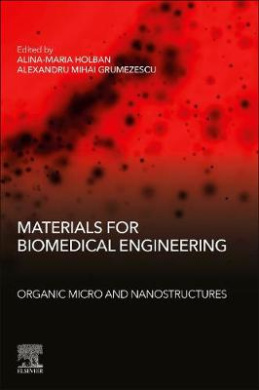 Edited by
ALINA-MARIA HOLBAN
ALEXANDRU MIHAI GRUMEZESCU
MATERIALS FOR
BIOMEDICAL ENGINEERING
ORGANIC MICRO AND NANOSTRUCTURES
ELSEVIER